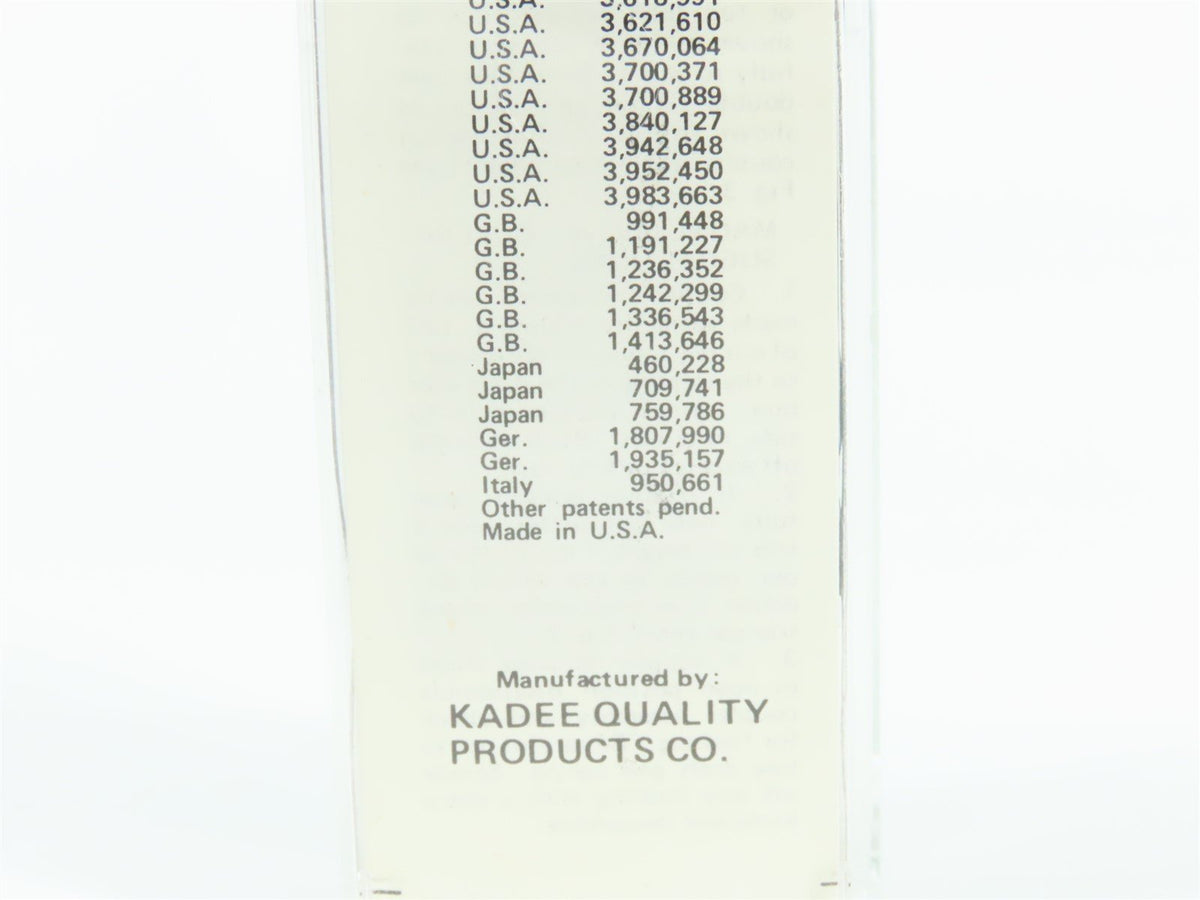 U.S.A. 3,621,610
U.S.A. 3,670,064
U.S.A. 3,700,371
U.S.A. 3,700,889
U.S.A. 3,840,127
U.S.A. 3,942,648
U.S.A. 3,952,450
U.S.A. 3,983,663
G.B. 991,448
G.B. 1,191,227
G.B. 1,236,352
G.B. 1,242,299
G.B. 1,336,543
G.B. 1,413,646
Japan 460,228
Japan 709,741
Japan 759,786
Ger. 1,807,990
Ger. 1,935,157
Italy 950,661
Other patents pend.
Made in U.S.A.
Manufactured by:
KADEE QUALITY
PRODUCTS CO.